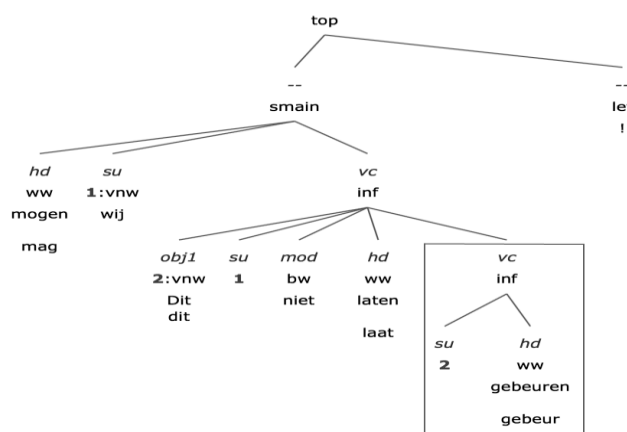 top
-- --
smain le
!
hd su vc
ww 1:vnw inf
mogen wij
mag
obj1 su mod hd vc
2:vnw 1 bw ww inf
Dit niet laten
dit
laat
su hd
2 ww
gebeuren
gebeur